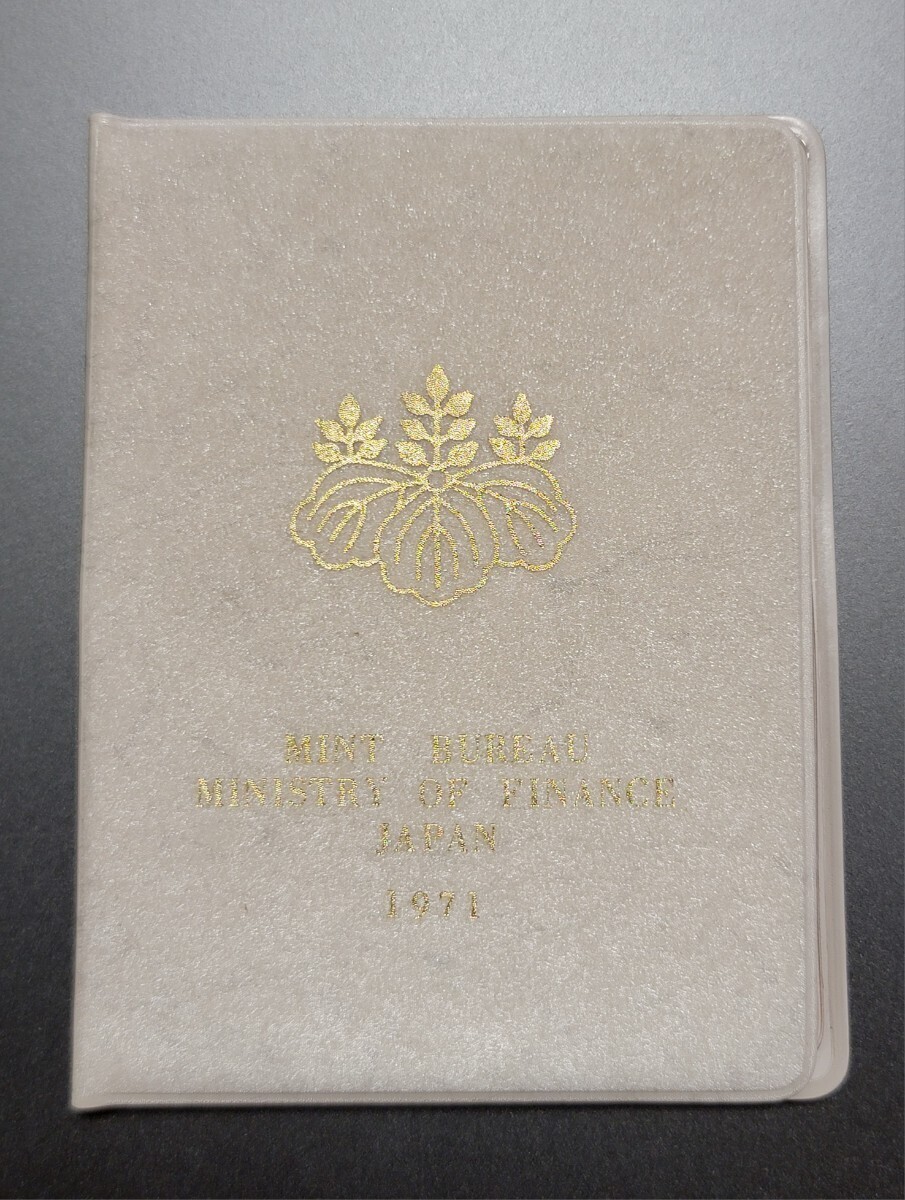 MINT BUREAU
MINISTRY OF FINANCE
JAPAN
1971